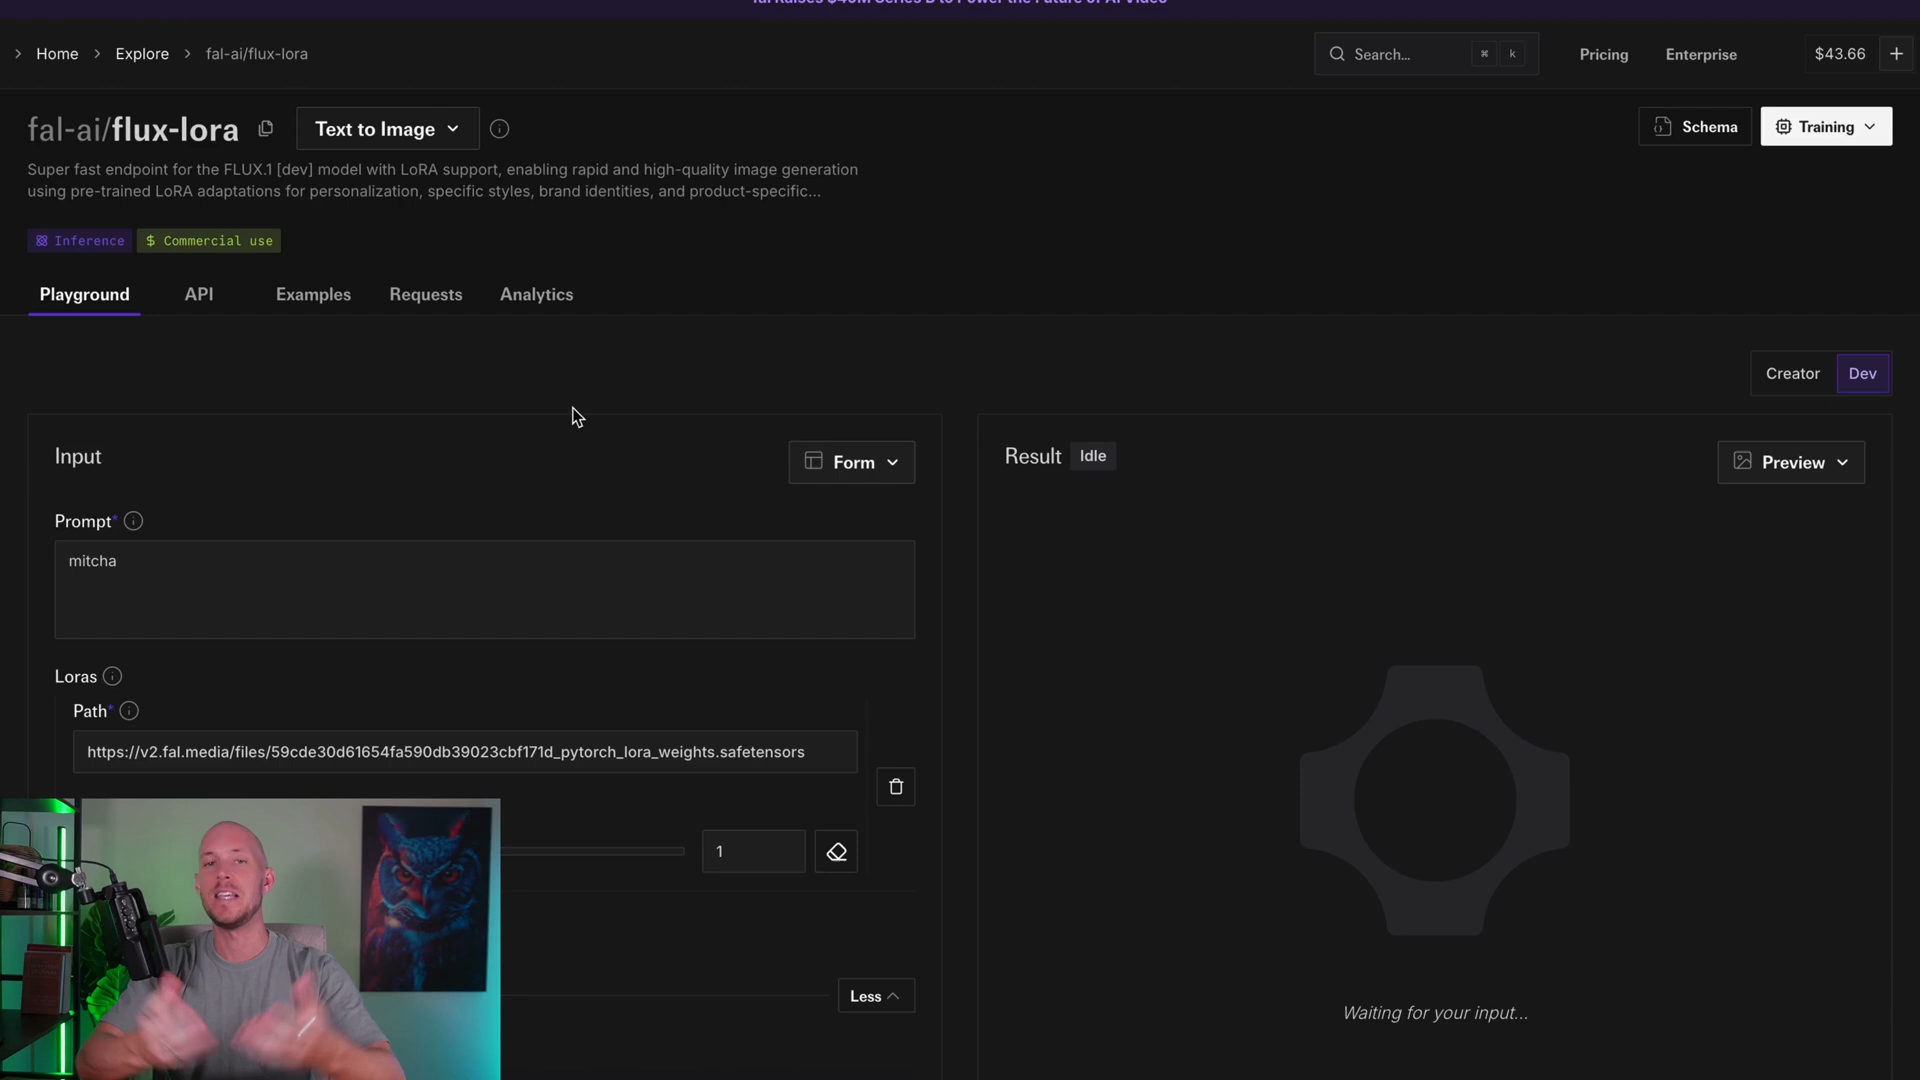 Home
Explore
fal-ai/flux-lora
Search...
⌘
k
Pricing
Enterprise
$43.66
+
fal-ai/flux-lora
Text to Image
Schema
Training
Super fast endpoint for the FLUX.1 [dev] model with LoRA support, enabling rapid and high-quality image generation
using pre-trained LoRA adaptations for personalization, specific styles, brand identities, and product-specific...
Inference
$ Commercial use
Playground
API
Examples
Requests
Analytics
Creator
Dev
Input
Form
Prompt*
mitcha
Loras
Path*
https://v2.fal.media/files/59cde30d61654fa590db39023cbf171d_pytorch_lora_weights.safetensors
1
Less
Result
Idle
Preview
Waiting for your input...